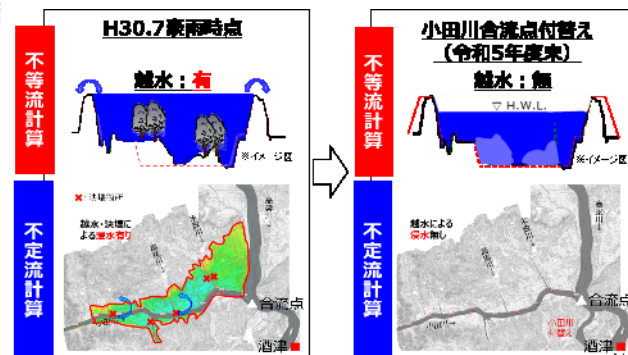 H30.7豪雨時点
不等流計算
越水：有
※イメージ図
不定流計算
越水・決壊に
よる浸水有り
合流点
酒津
小田川合流点付替え
（令和5年度末）
不等流計算
越水：無
▽ H.W.L.
※イメージ図
不定流計算
越水による
浸水無し
合流点
小田川
付替え
酒津